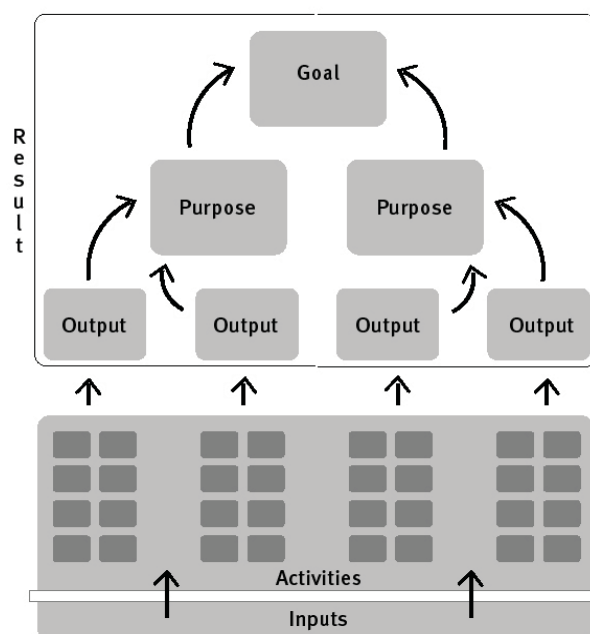 Goal
Result
Purpose
Purpose
Output
Output
Output
Output
Activities
Inputs